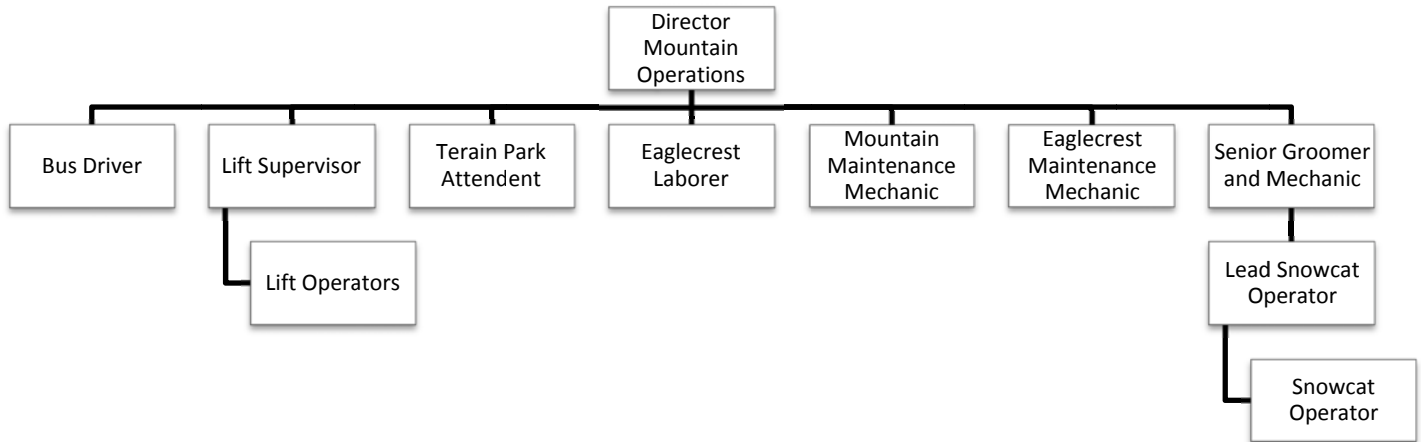 Director
Mountain
Operations
Bus Driver
Lift Supervisor
Terain Park
Attendent
Eaglecrest
Laborer
Mountain
Maintenance
Mechanic
Eaglecrest
Maintenance
Mechanic
Senior Groomer
and Mechanic
Lift Operators
Lead Snowcat
Operator
Snowcat
Operator